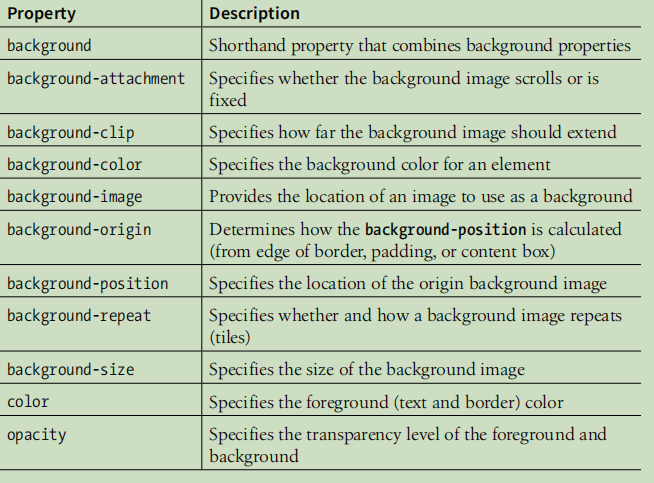 Property Description
background Shorthand property that combines background properties
background-attachment Specifies whether the background image scrolls or is
fixed
background-clip Specifies how far the background image should extend
background-color Specifies the background color for an element
background-image Provides the location of an image to use as a background
background-origin Determines how the background-position is calculated
(from edge of border, padding, or content box)
background-position Specifies the location of the origin background image
background-repeat Specifies whether and how a background image repeats
(tiles)
background-size Specifies the size of the background image
color Specifies the foreground (text and border) color
opacity Specifies the transparency level of the foreground and
background